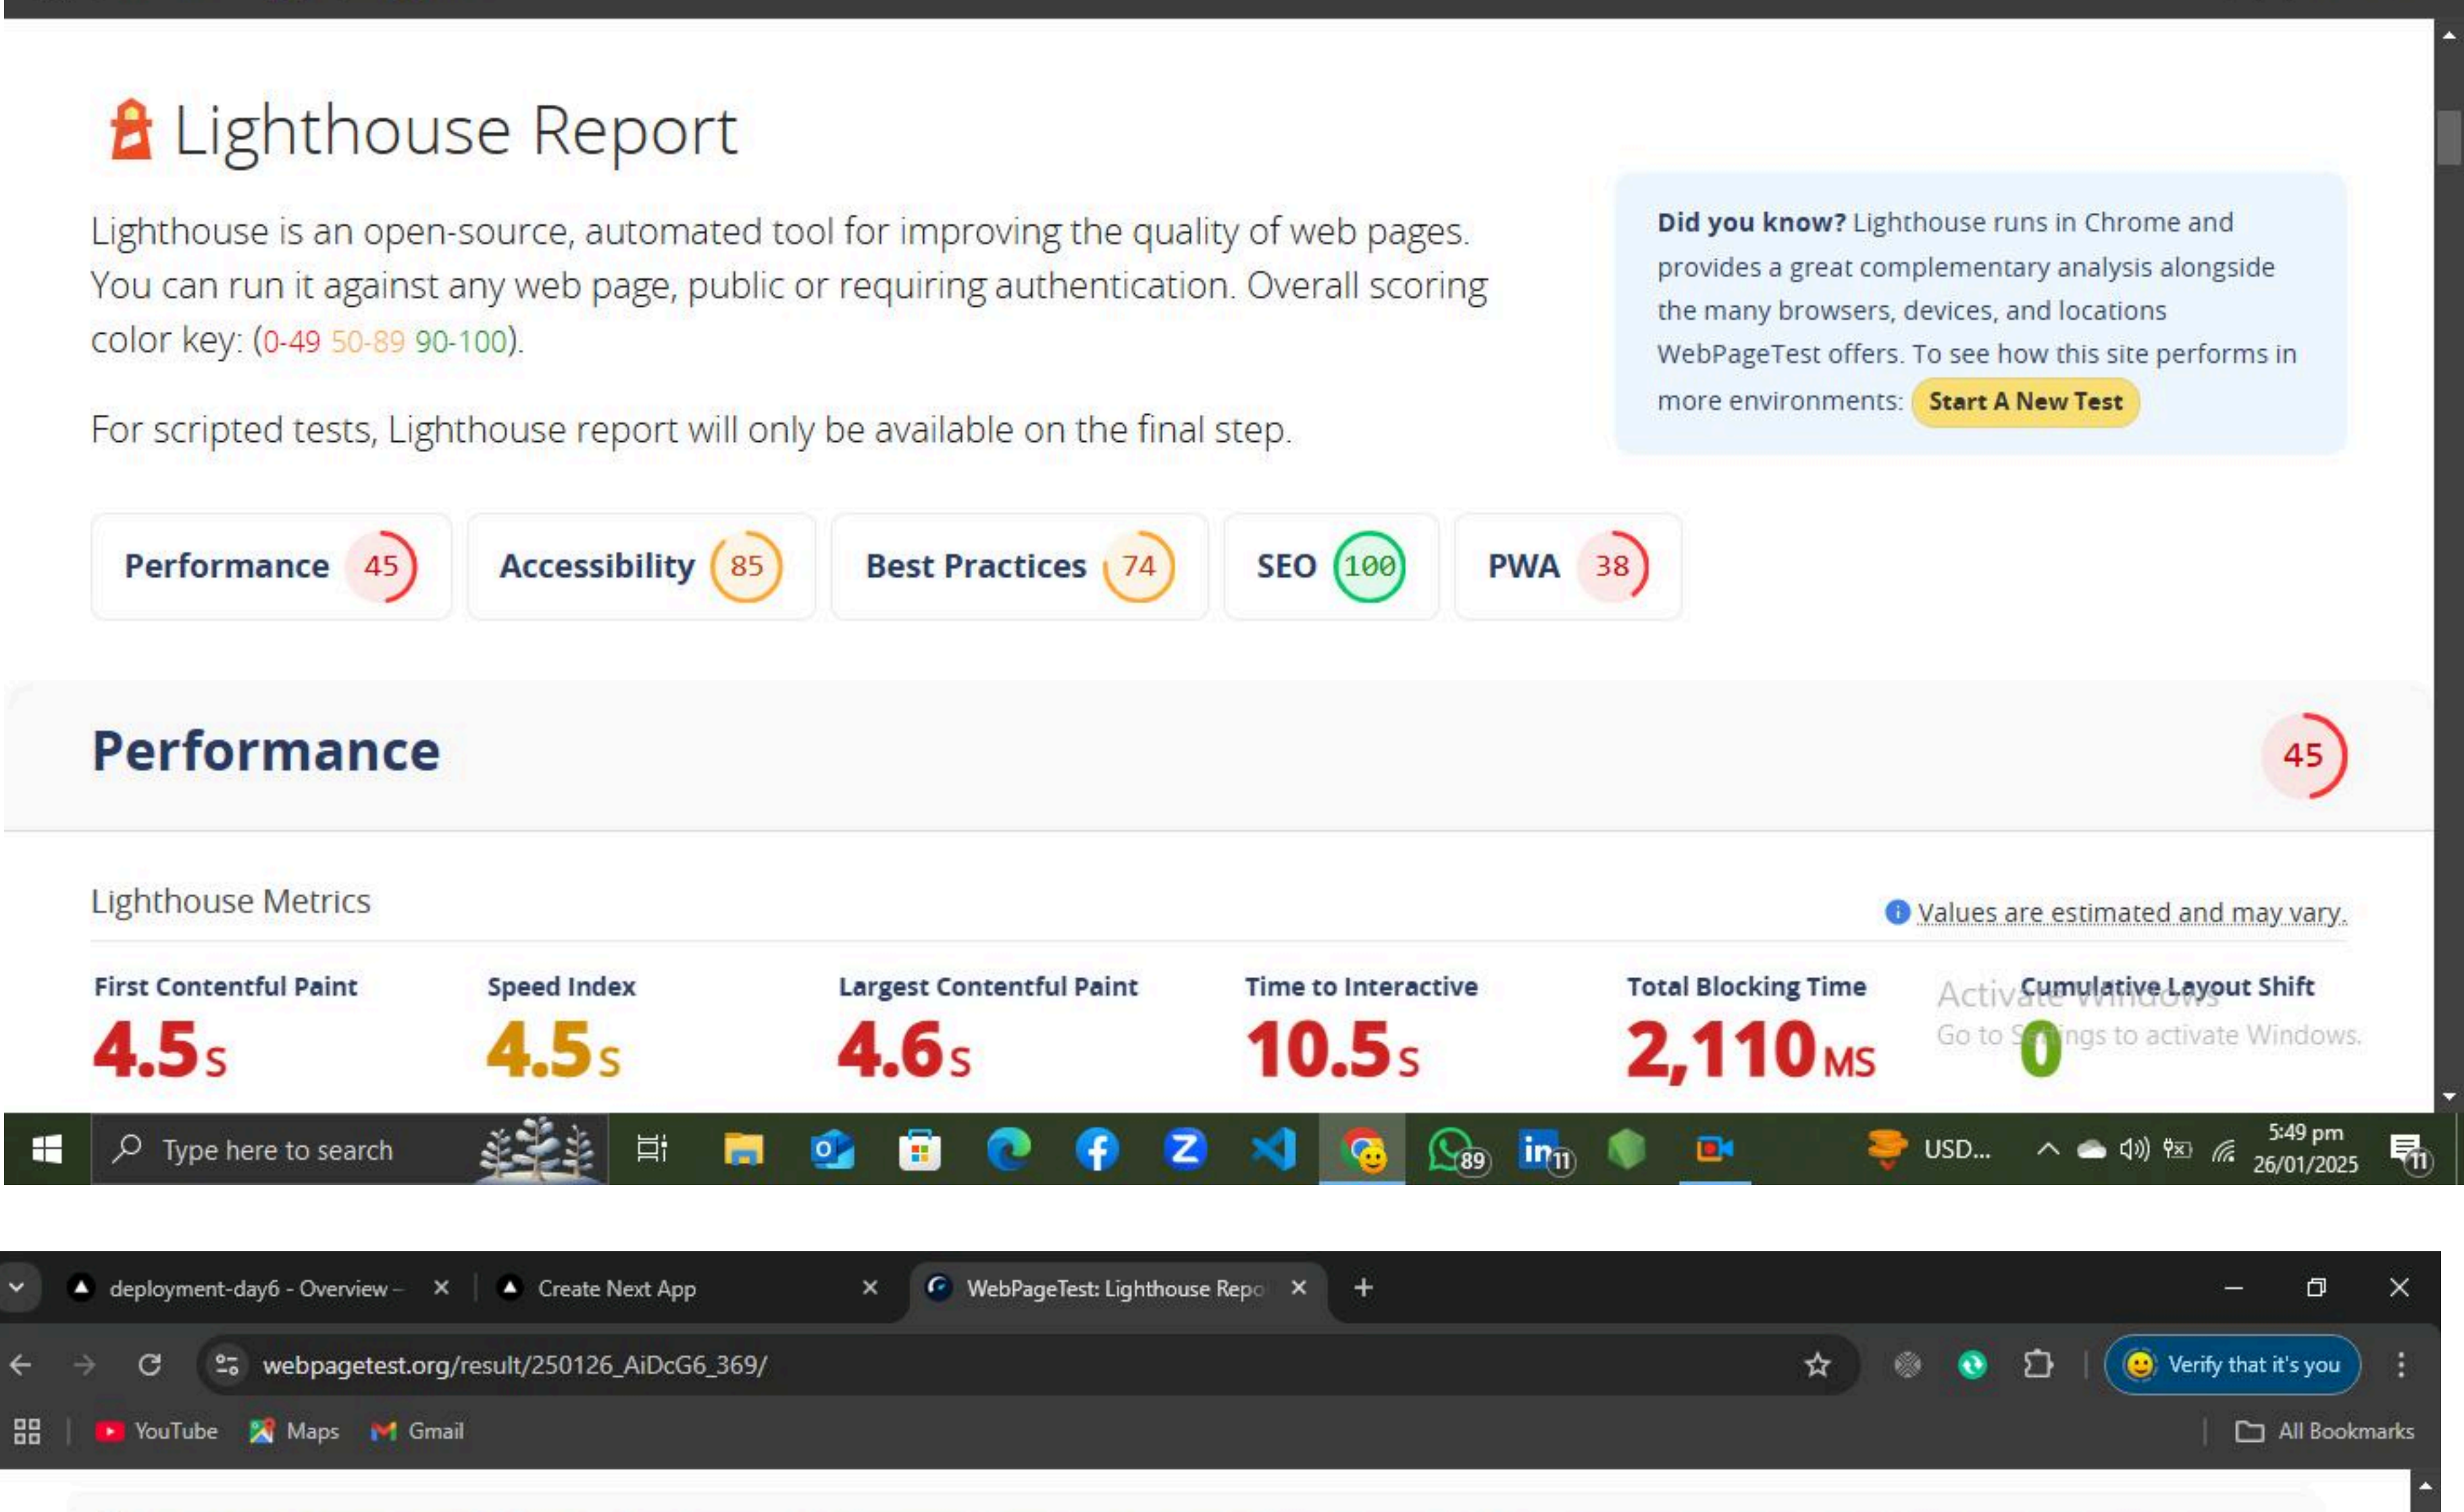 Lighthouse Report
Lighthouse is an open-source, automated tool for improving the quality of web pages.
You can run it against any web page, public or requiring authentication. Overall scoring
color key: (0-49 50-89 90-100).
For scripted tests, Lighthouse report will only be available on the final step.
Did you know? Lighthouse runs in Chrome and
provides a great complementary analysis alongside
the many browsers, devices, and locations
WebPageTest offers. To see how this site performs in
more environments: Start A New Test
Performance 45 Accessibility 85 Best Practices 74 SEO 100 PWA 38
Performance 45
Lighthouse Metrics Values are estimated and may vary.
First Contentful Paint Speed Index Largest Contentful Paint Time to Interactive Total Blocking Time Cumulative Layout Shift
4.5 s 4.5 s 4.6 s 10.5 s 2,110 MS 0
Activate Windows
Go to Settings to activate Windows.
Type here to search 89 11 USD... 5:49 pm
26/01/2025 11
deployment-day6 - Overview – Create Next App WebPageTest: Lighthouse Repo
webpagetest.org/result/250126_AiDcG6_369/ Verify that it's you
YouTube Maps Gmail All Bookmarks